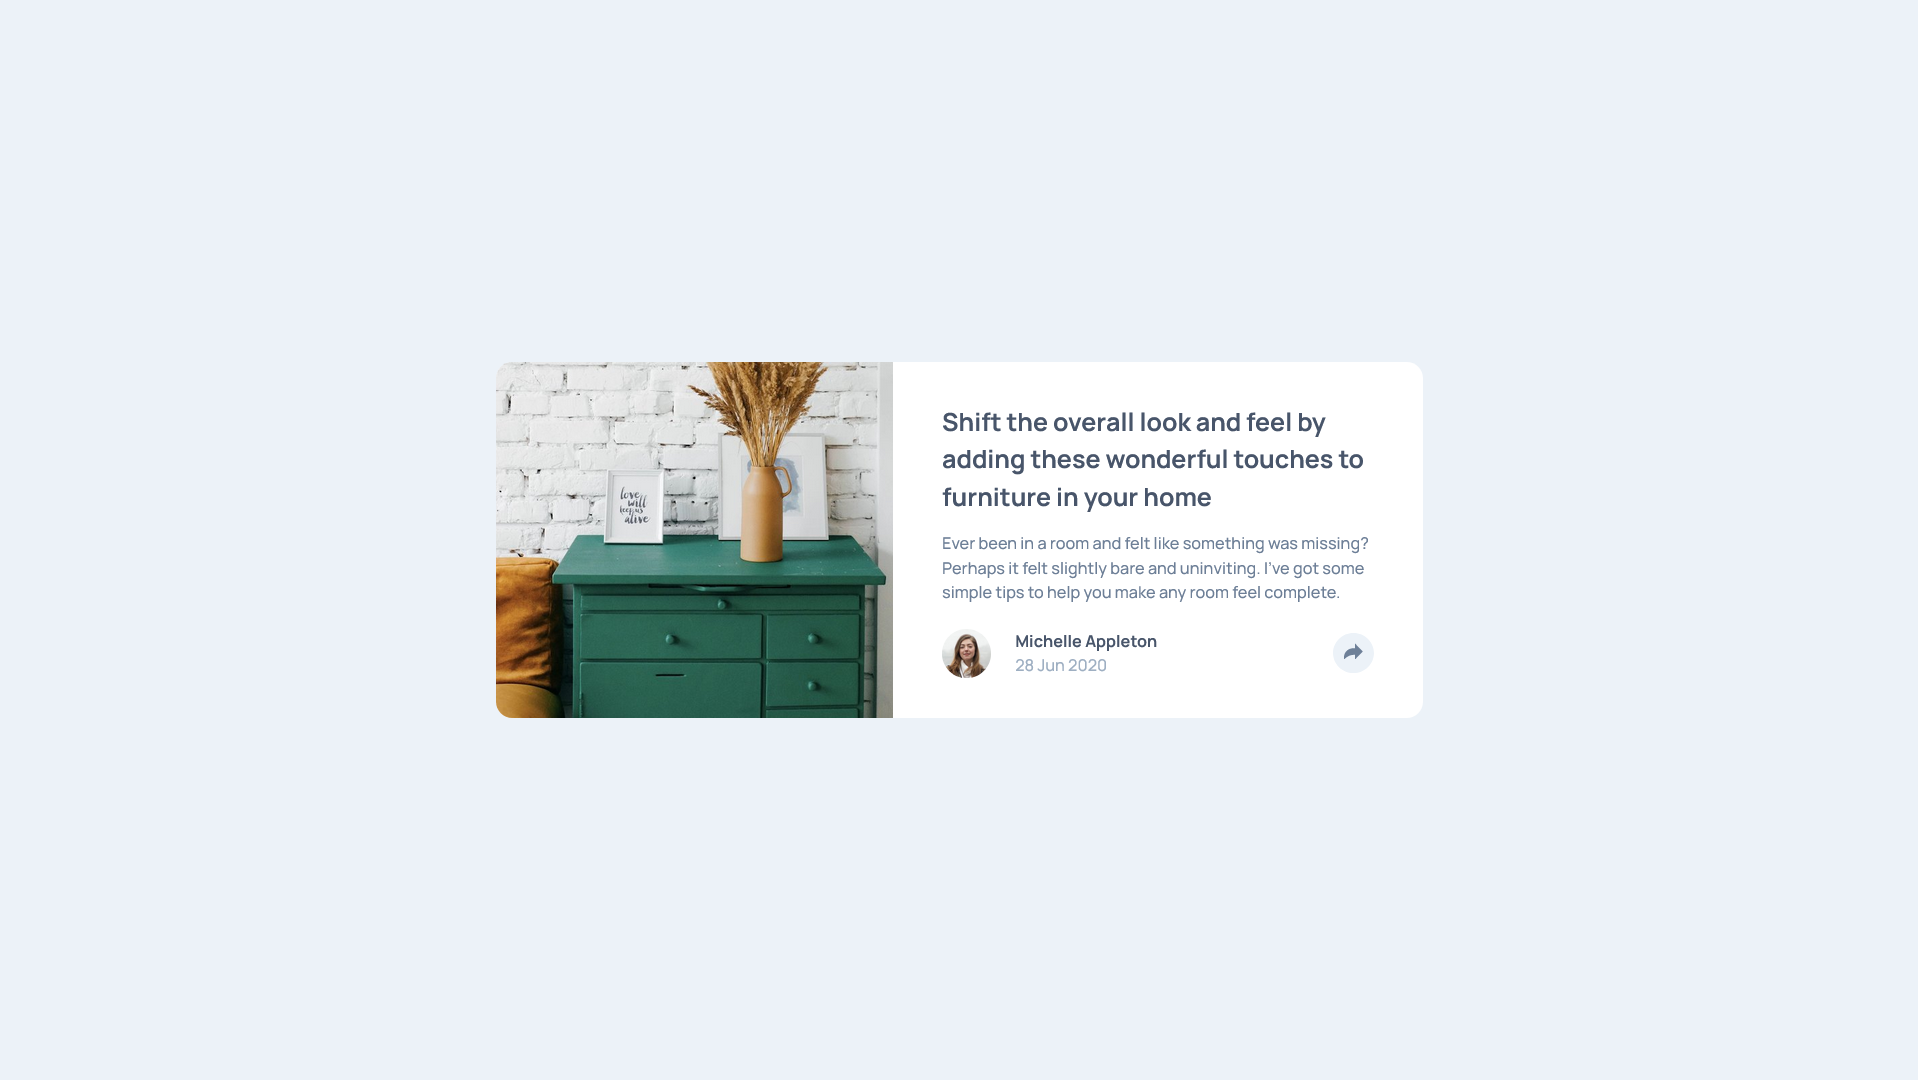 love
will
keep us
alive
Shift the overall look and feel by
adding these wonderful touches to
furniture in your home
Ever been in a room and felt like something was missing?
Perhaps it felt slightly bare and uninviting. I've got some
simple tips to help you make any room feel complete.
Michelle Appleton
28 Jun 2020